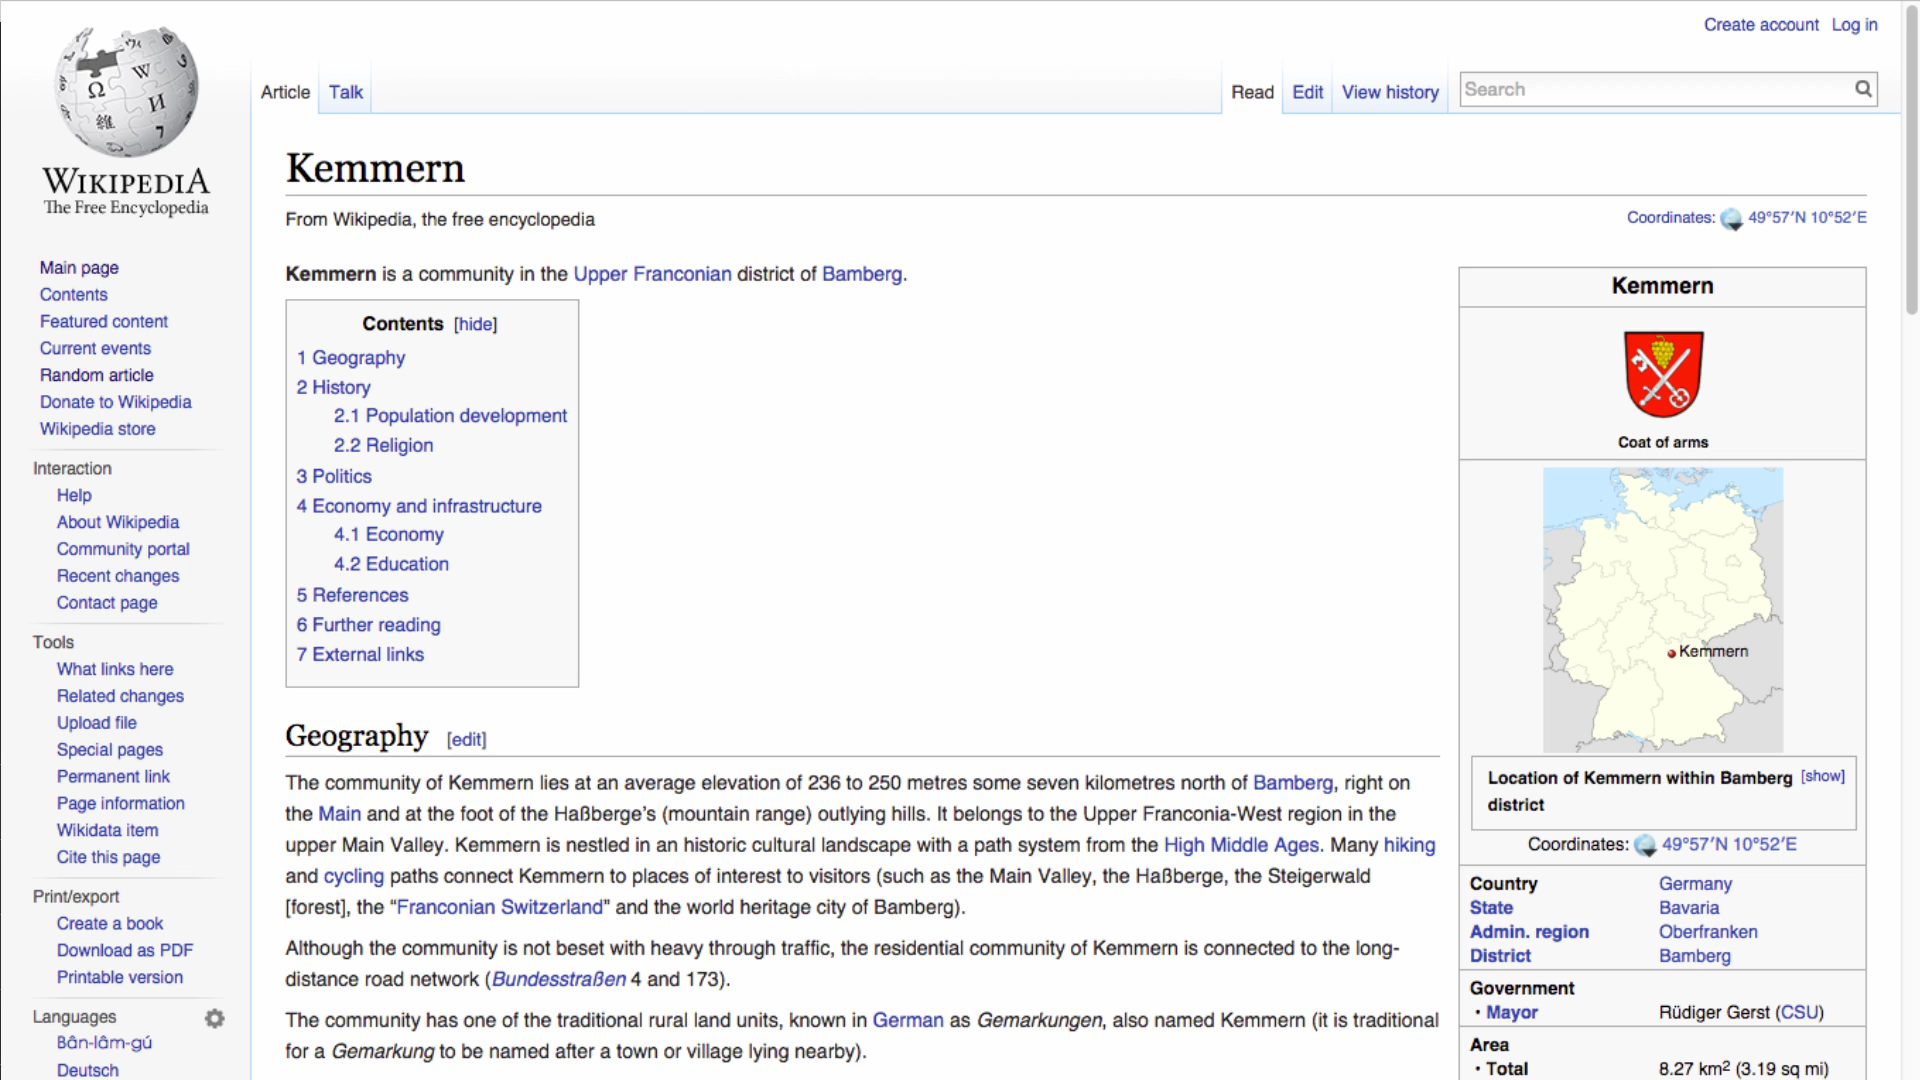 Create account Log in
Article Talk Read Edit View history Search
WIKIPEDIA
The Free Encyclopedia
Main page
Contents
Featured content
Current events
Random article
Donate to Wikipedia
Wikipedia store
Interaction
Help
About Wikipedia
Community portal
Recent changes
Contact page
Tools
What links here
Related changes
Upload file
Special pages
Permanent link
Page information
Wikidata item
Cite this page
Print/export
Create a book
Download as PDF
Printable version
Languages
Bân-lâm-gú
Deutsch
Kemmern
From Wikipedia, the free encyclopedia
Coordinates: 49°57′N 10°52′E
Kemmern is a community in the Upper Franconian district of Bamberg.
Contents [hide]
1 Geography
2 History
2.1 Population development
2.2 Religion
3 Politics
4 Economy and infrastructure
4.1 Economy
4.2 Education
5 References
6 Further reading
7 External links
Geography [edit]
The community of Kemmern lies at an average elevation of 236 to 250 metres some seven kilometres north of Bamberg, right on
the Main and at the foot of the Haßberge's (mountain range) outlying hills. It belongs to the Upper Franconia-West region in the
upper Main Valley. Kemmern is nestled in an historic cultural landscape with a path system from the High Middle Ages. Many hiking
and cycling paths connect Kemmern to places of interest to visitors (such as the Main Valley, the Haßberge, the Steigerwald
[forest], the “Franconian Switzerland” and the world heritage city of Bamberg).
Although the community is not beset with heavy through traffic, the residential community of Kemmern is connected to the long-
distance road network (Bundesstraßen 4 and 173).
The community has one of the traditional rural land units, known in German as Gemarkungen, also named Kemmern (it is traditional
for a Gemarkung to be named after a town or village lying nearby).
Kemmern
Coat of arms
Kemmern
Location of Kemmern within Bamberg [show]
district
Coordinates: 49°57′N 10°52′E
Country Germany
State Bavaria
Admin. region Oberfranken
District Bamberg
Government
• Mayor Rüdiger Gerst (CSU)
Area
• Total 8.27 km² (3.19 sq mi)